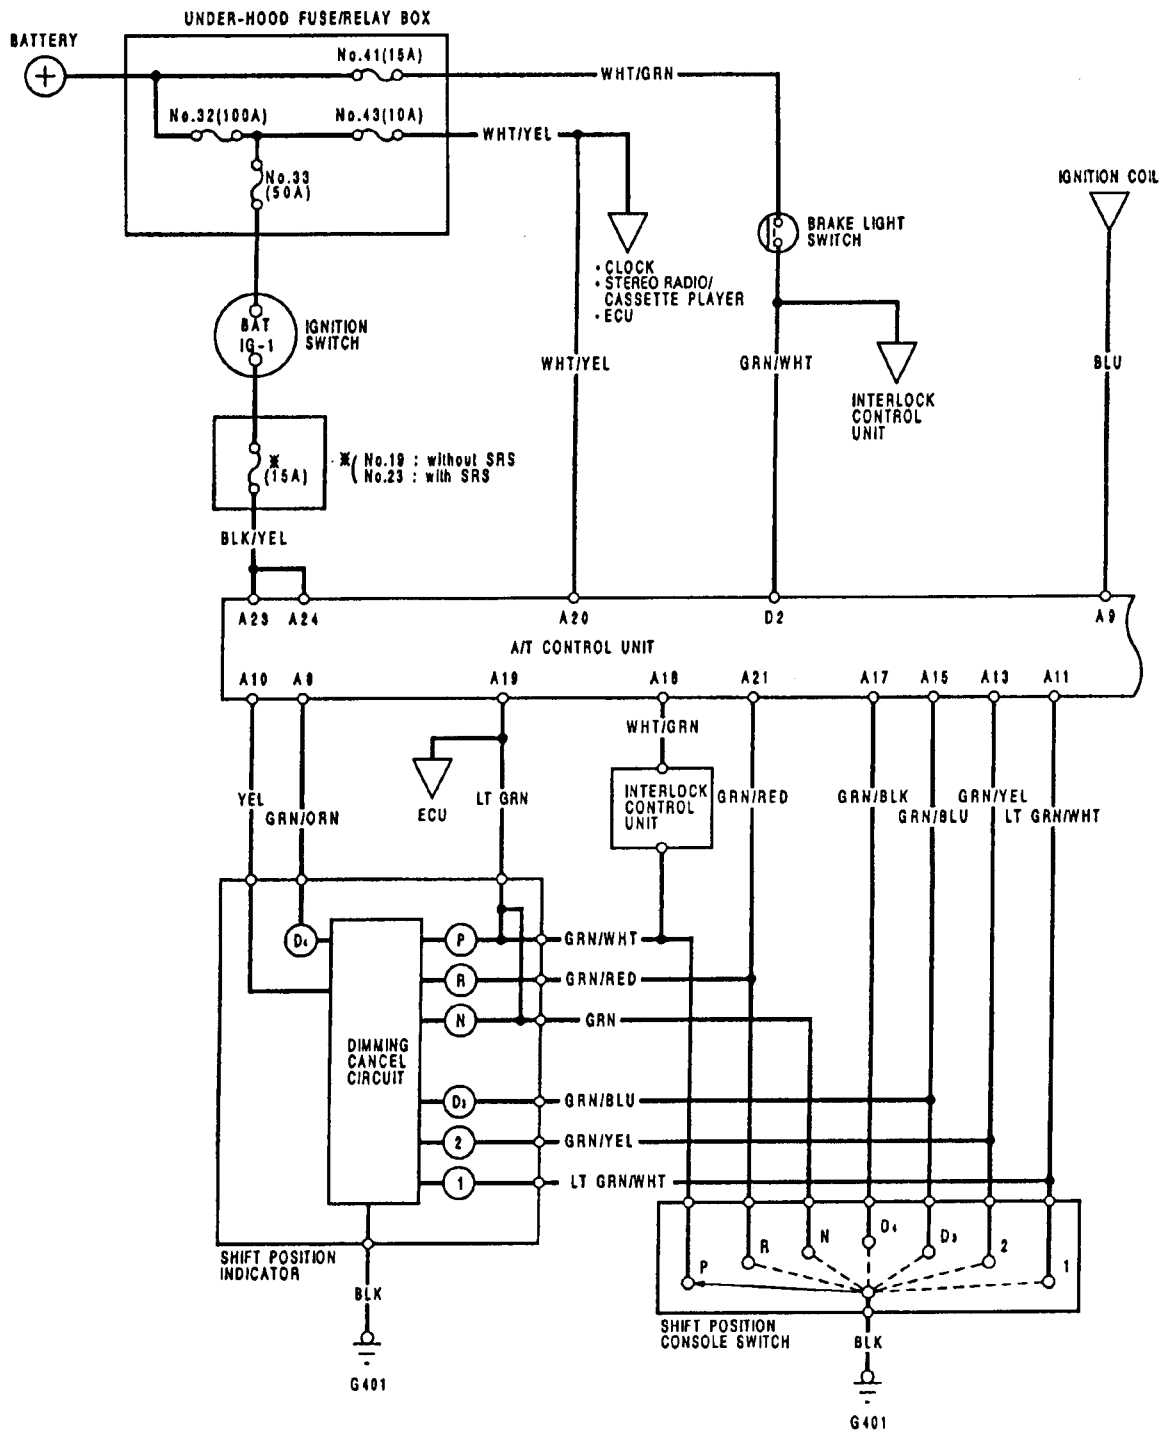 UNDER-HOOD FUSE/RELAY BOX
BATTERY
+
No.41(15A)
WHT/GRN
No.32(100A)
No.43(10A)
WHT/YEL
No.33
(50A)
IGNITION COIL
BRAKE LIGHT
SWITCH
• CLOCK
• STEREO RADIO/
CASSETTE PLAYER
• ECU
BAT
IG-1
IGNITION
SWITCH
WHT/YEL
GRN/WHT
BLU
INTERLOCK
CONTROL
UNIT
※
(15A)
※( No.19 : without SRS
No.23 : with SRS
BLK/YEL
A23
A24
A20
D2
A9
A/T CONTROL UNIT
A10
A8
A19
A18
A21
A17
A15
A13
A11
WHT/GRN
YEL
GRN/ORN
ECU
LT GRN
INTERLOCK
CONTROL
UNIT
GRN/RED
GRN/BLK
GRN/BLU
GRN/YEL
LT GRN/WHT
D4
P
GRN/WHT
R
GRN/RED
N
GRN
DIMMING
CANCEL
CIRCUIT
D3
GRN/BLU
2
GRN/YEL
1
LT GRN/WHT
SHIFT POSITION
INDICATOR
P
R
N
D4
D3
2
1
BLK
G401
SHIFT POSITION
CONSOLE SWITCH
BLK
G401